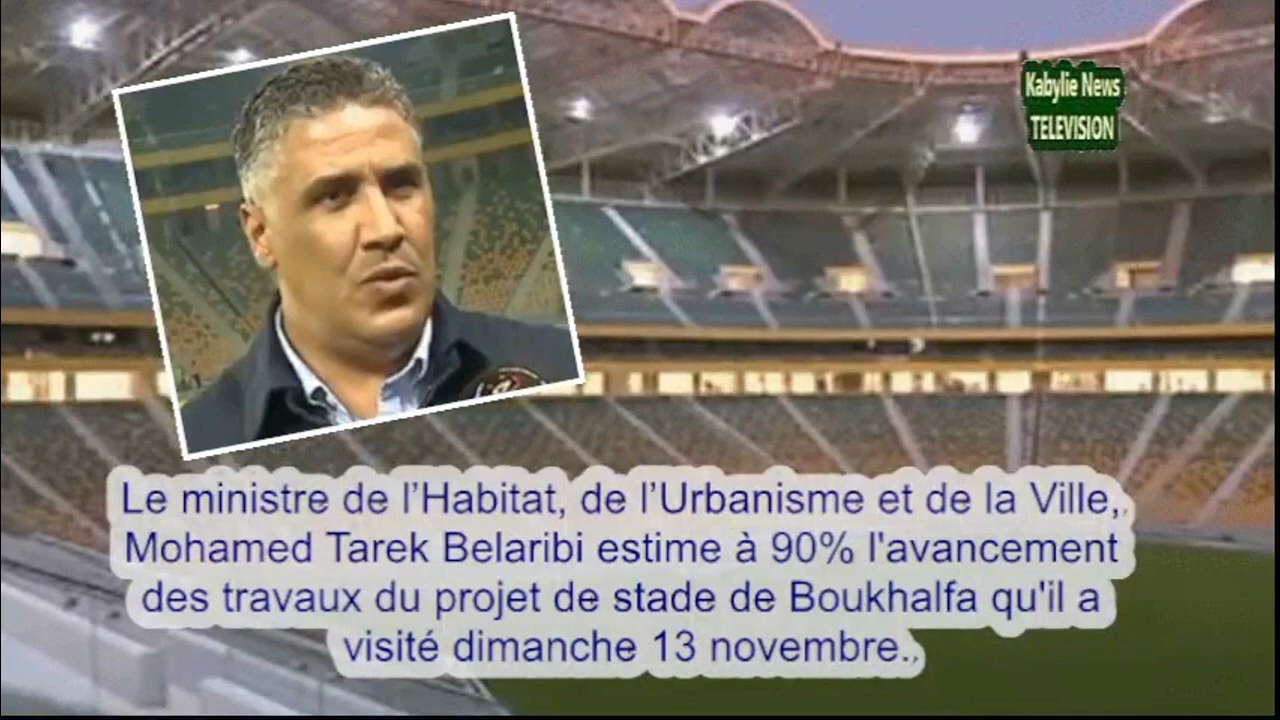 Kabylie News
TELEVISION
Le ministre de l’Habitat, de l’Urbanisme et de la Ville,
Mohamed Tarek Belaribi estime à 90% l'avancement
des travaux du projet de stade de Boukhalfa qu'il a
visité dimanche 13 novembre.